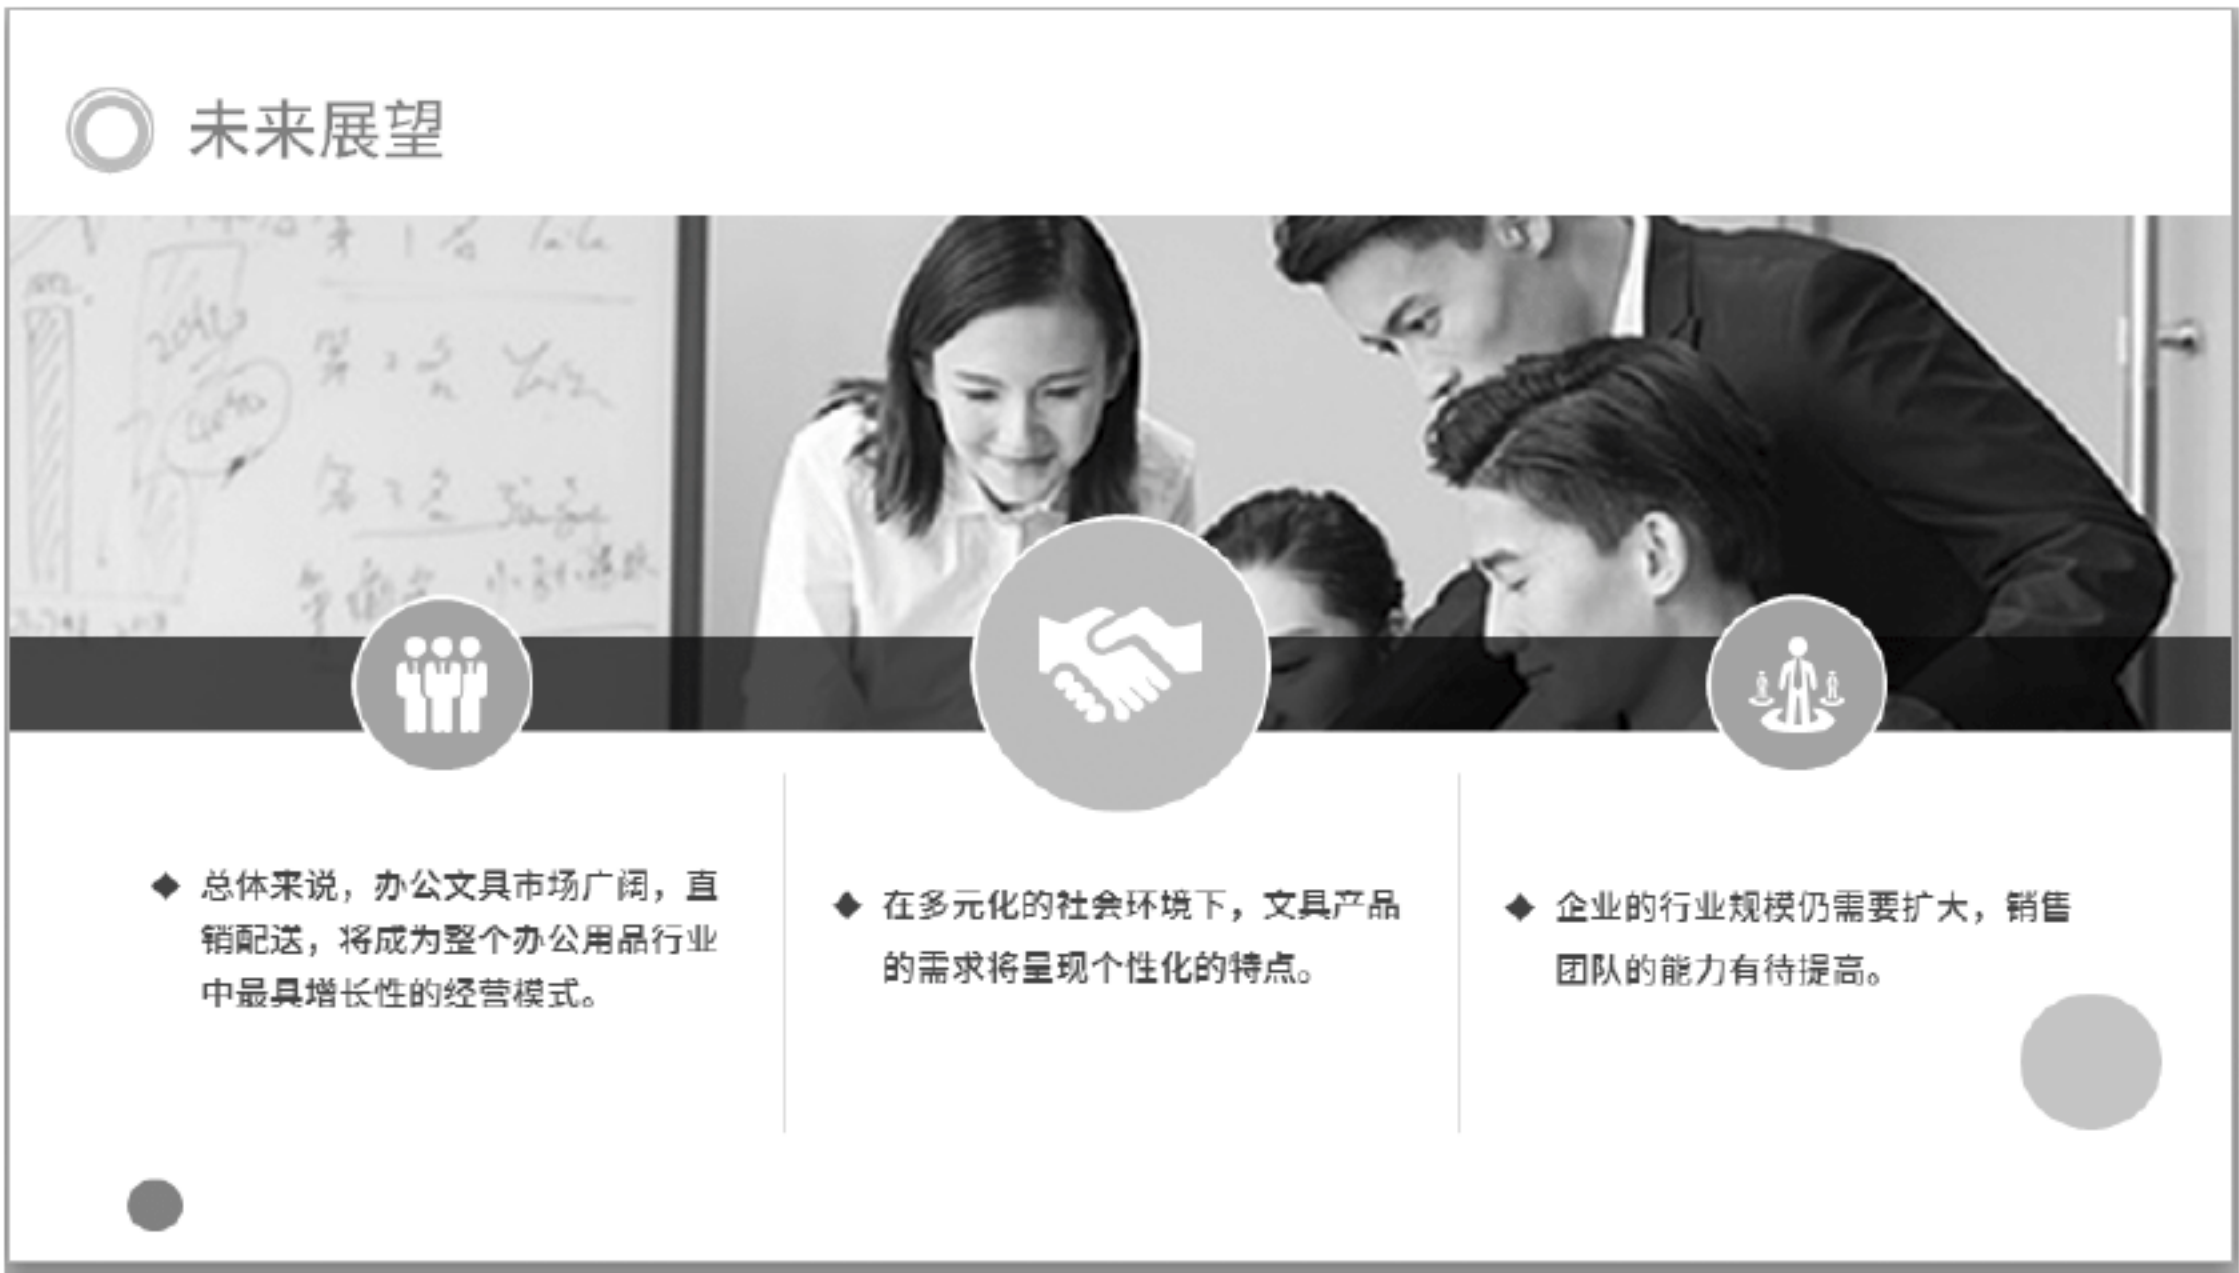 未来展望
总体来说，办公文具市场广阔，直
销配送，将成为整个办公用品行业
中最具增长性的经营模式。
在多元化的社会环境下，文具产品
的需求将呈现个性化的特点。
企业的行业规模仍需要扩大，销售
团队的能力有待提高。